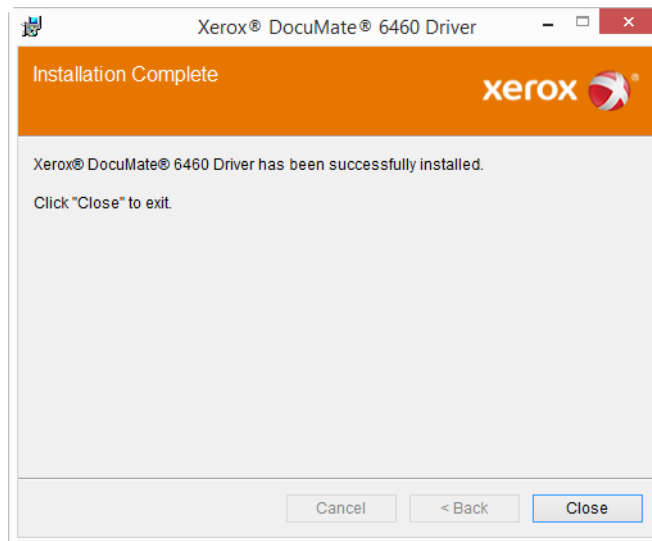 Xerox® DocuMate® 6460 Driver
Installation Complete
xerox
Xerox® DocuMate® 6460 Driver has been successfully installed.
Click "Close" to exit.
Cancel
< Back
Close